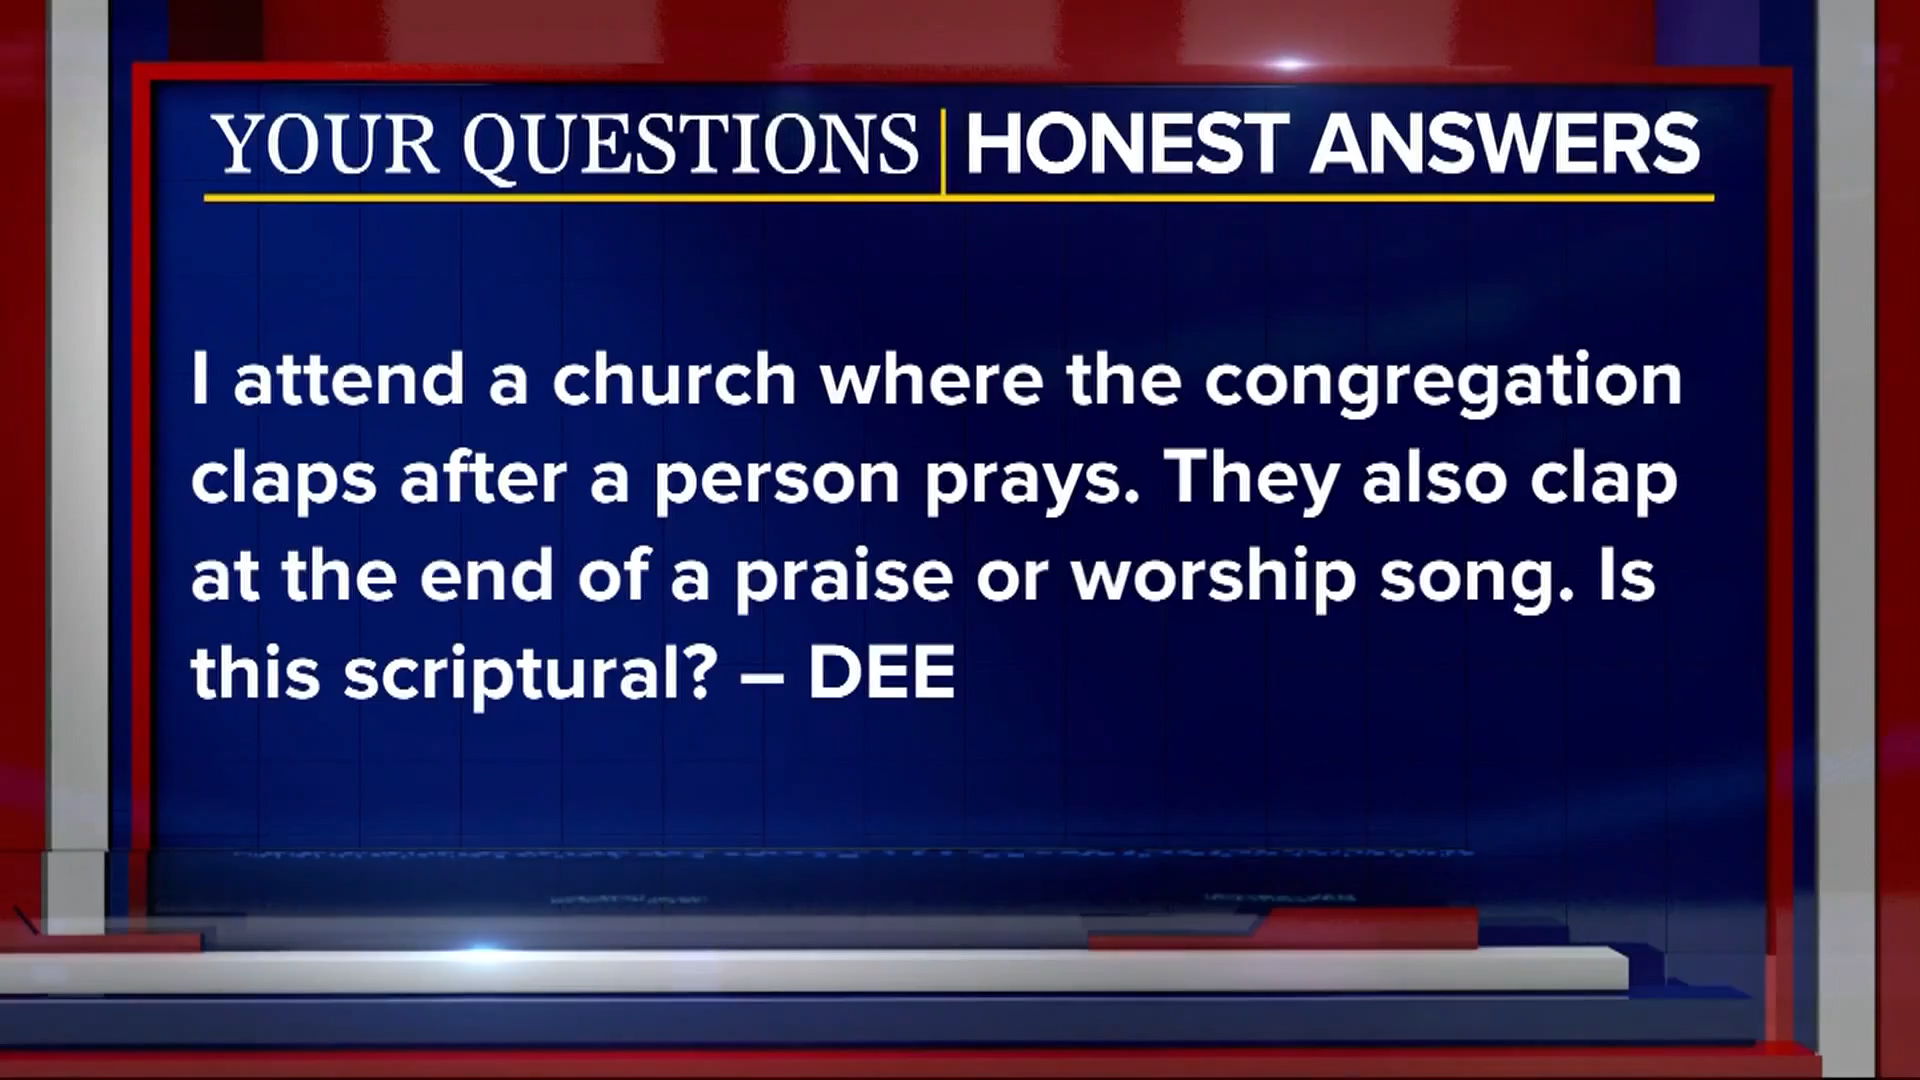 YOUR QUESTIONS | HONEST ANSWERS
I attend a church where the congregation
claps after a person prays. They also clap
at the end of a praise or worship song. Is
this scriptural? – DEE